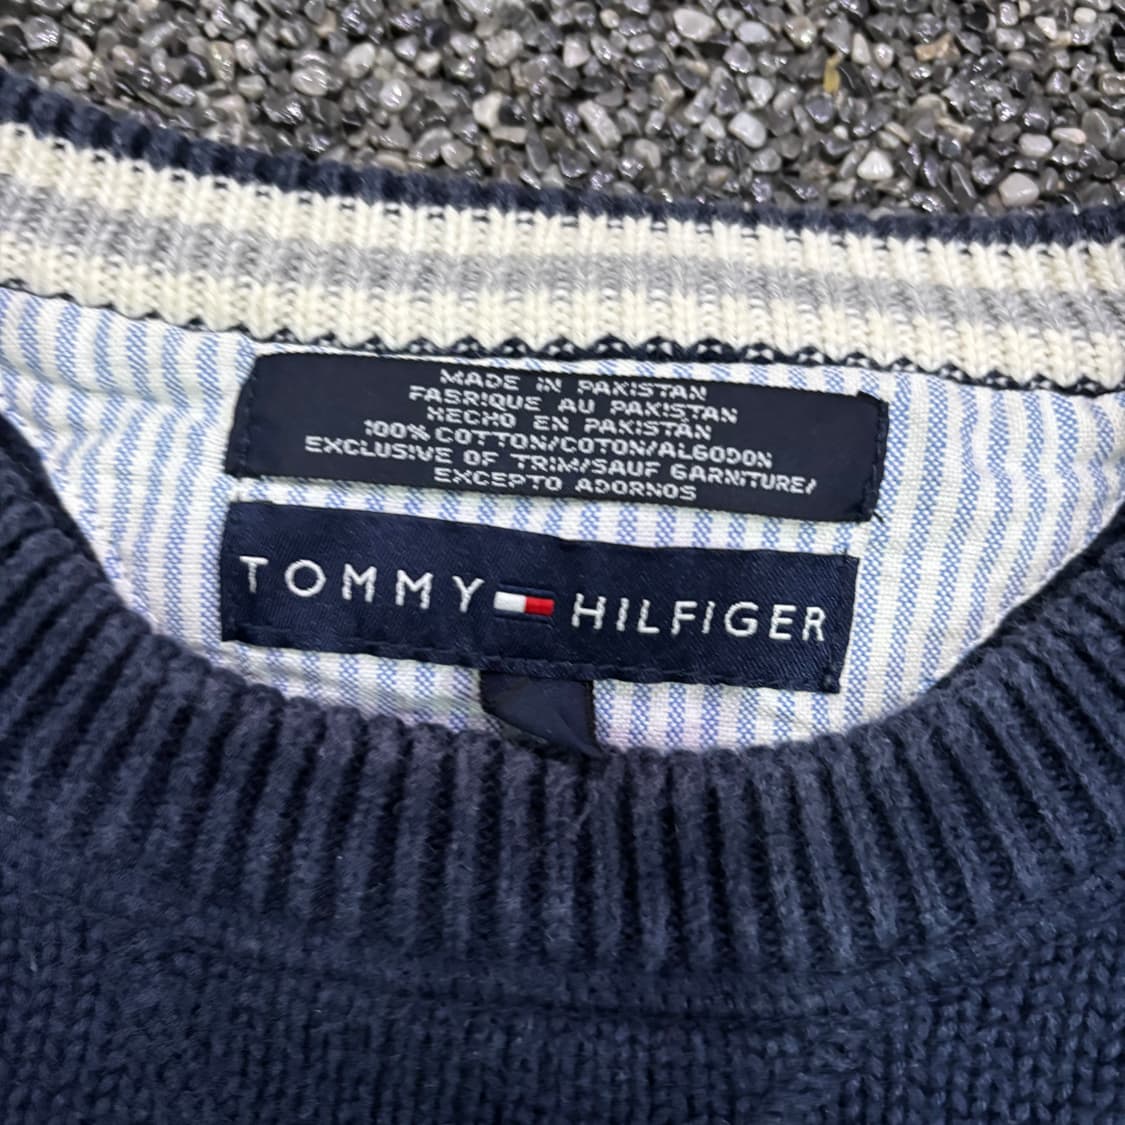 MADE IN PAKISTAN
FABRIQUE AU PAKISTAN
HECHO EN PAKISTAN
100% COTTON/COTON/ALGODON
EXCLUSIVE OF TRIM/SAUF GARNITURE/
EXCEPTO ADORNOS
TOMMY HILFIGER